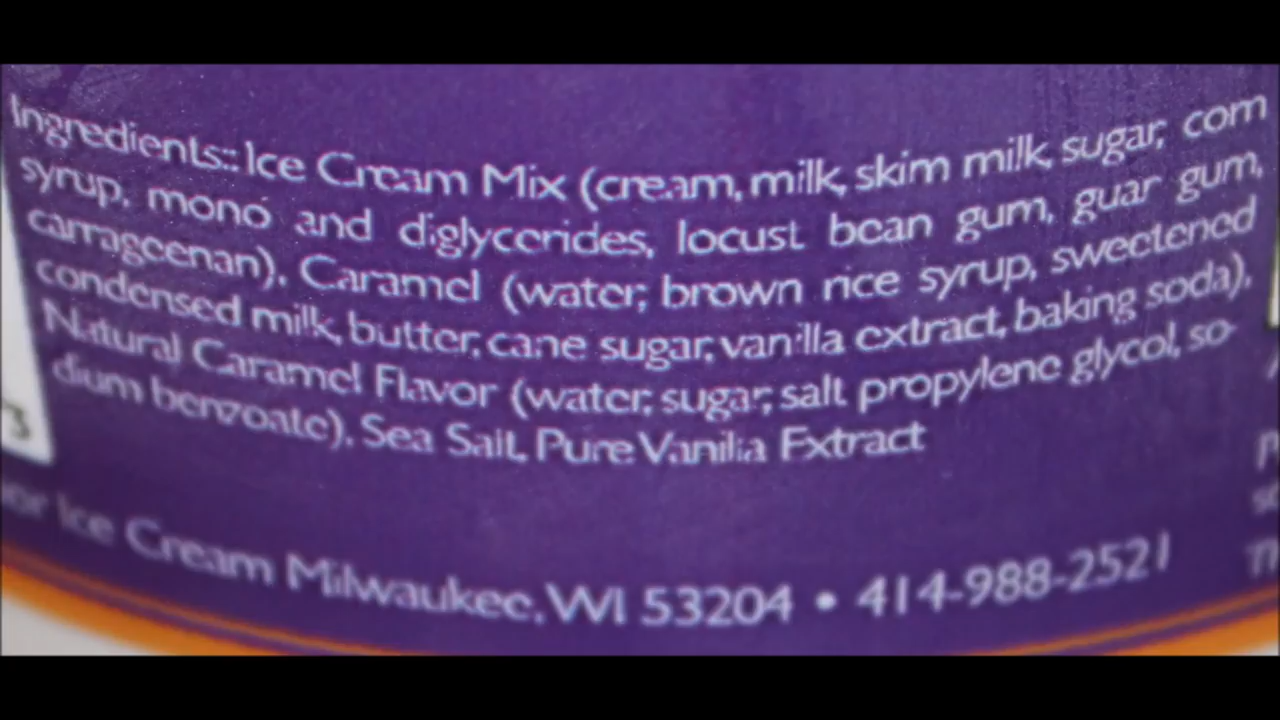 Ingredients:: Ice Cream Mix (cream, milk, skim milk, sugar, corn
syrup, mono and diglycerides, locust bean gum, guar gum,
carrageenan), Caramel (water, brown rice syrup, sweetened
condensed milk, butter, cane sugar, vanilla extract, baking soda),
Natural Caramel Flavor (water, sugar, salt propylene glycol, so-
dium benzoate), Sea Salt, Pure Vanilla Extract
Ice Cream Milwaukee, WI 53204 • 414-988-2521